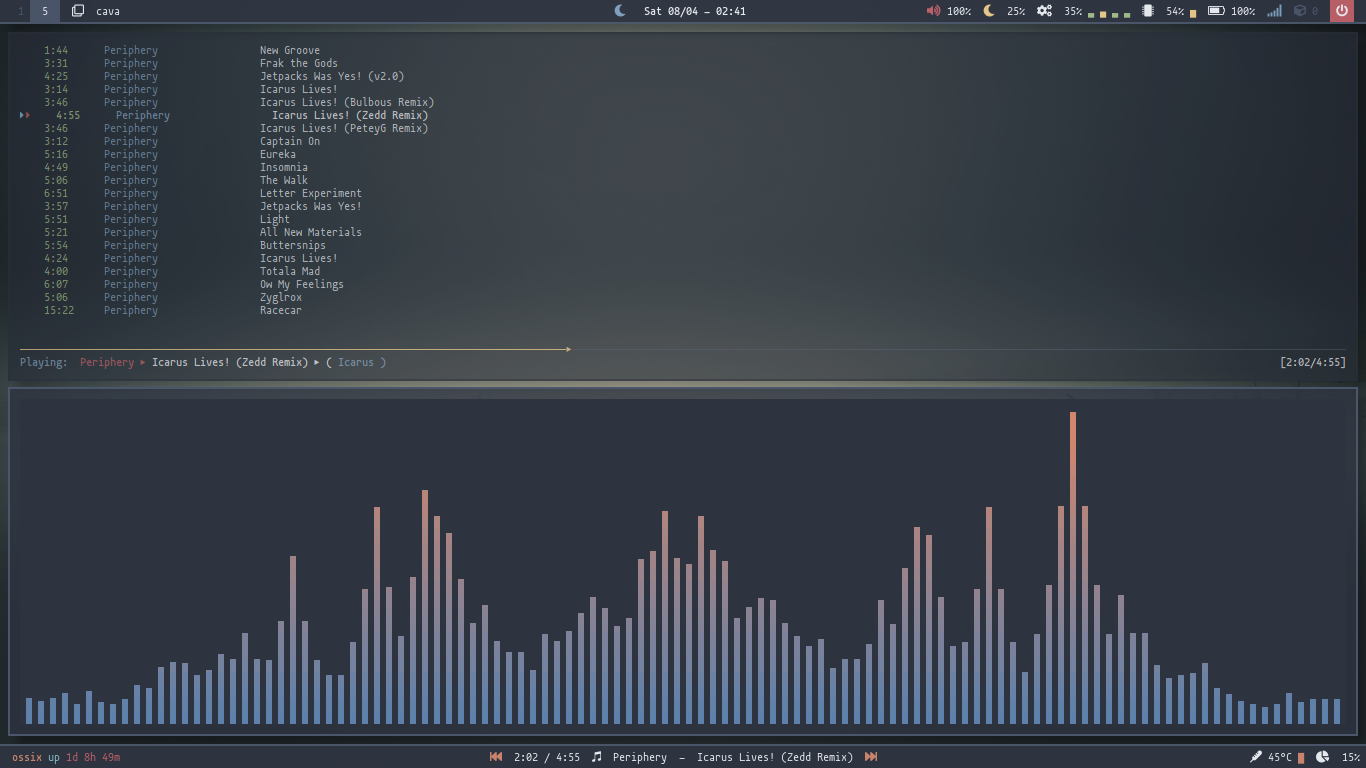 1 5 cava Sat 08/04 – 02:41 100% 25% 35% 54% 100% 0
1:44 Periphery New Groove
3:31 Periphery Frak the Gods
4:25 Periphery Jetpacks Was Yes! (v2.0)
3:14 Periphery Icarus Lives!
3:46 Periphery Icarus Lives! (Bulbous Remix)
4:55 Periphery Icarus Lives! (Zedd Remix)
3:46 Periphery Icarus Lives! (PeteyG Remix)
3:12 Periphery Captain On
5:16 Periphery Eureka
4:49 Periphery Insomnia
5:06 Periphery The Walk
6:51 Periphery Letter Experiment
3:57 Periphery Jetpacks Was Yes!
5:51 Periphery Light
5:21 Periphery All New Materials
5:54 Periphery Buttersnips
4:24 Periphery Icarus Lives!
4:00 Periphery Totala Mad
6:07 Periphery Ow My Feelings
5:06 Periphery Zyglrox
15:22 Periphery Racecar
Playing: Periphery ▸ Icarus Lives! (Zedd Remix) ▸ ( Icarus ) [2:02/4:55]
ossix up 1d 8h 49m 2:02 / 4:55 Periphery – Icarus Lives! (Zedd Remix) 45°C 15%